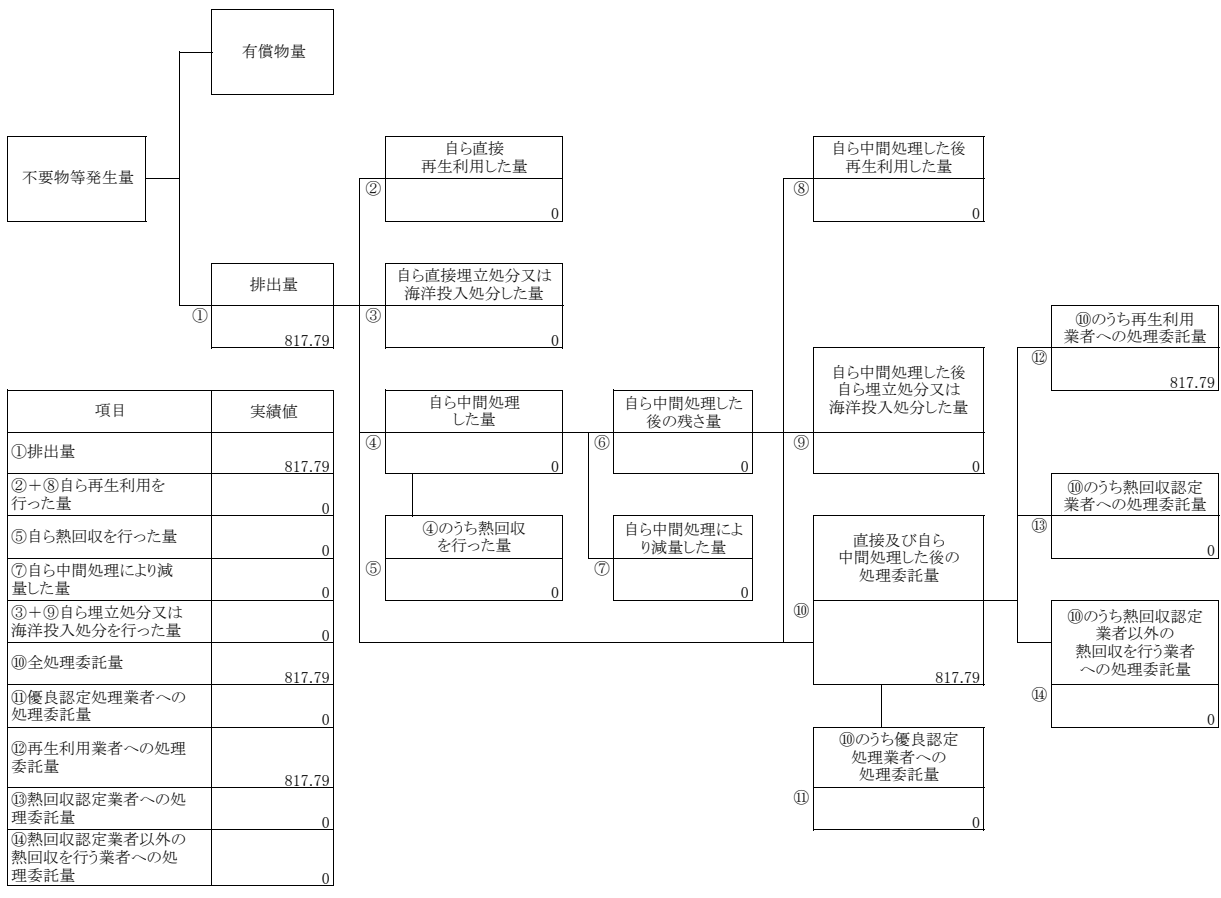 有償物量
不要物等発生量
自ら直接
再生利用した量
②
0
自ら中間処理した後
再生利用した量
⑧
0
排出量
①
817.79
自ら直接埋立処分又は
海洋投入処分した量
③
0
⑩のうち再生利用
業者への処理委託量
⑫
817.79
自ら中間処理した後
自ら埋立処分又は
海洋投入処分した量
⑨
0
自ら中間処理
した量
④
0
自ら中間処理した
後の残さ量
⑥
0
④のうち熱回収
を行った量
⑤
0
自ら中間処理によ
り減量した量
⑦
0
直接及び自ら
中間処理した後の
処理委託量
⑩
817.79
⑩のうち熱回収認定
業者への処理委託量
⑬
0
⑩のうち熱回収認定
業者以外の
熱回収を行う業者
への処理委託量
⑭
0
⑩のうち優良認定
処理業者への
処理委託量
⑪
0
項目 実績値
①排出量
817.79
②+⑧自ら再生利用を
行った量
0
⑤自ら熱回収を行った量
0
⑦自ら中間処理により減
量した量
0
③+⑨自ら埋立処分又は
海洋投入処分を行った量
0
⑩全処理委託量
817.79
⑪優良認定処理業者への
処理委託量
0
⑫再生利用業者への処理
委託量
817.79
⑬熱回収認定業者への処
理委託量
0
⑭熱回収認定業者以外の
熱回収を行う業者への処
理委託量
0